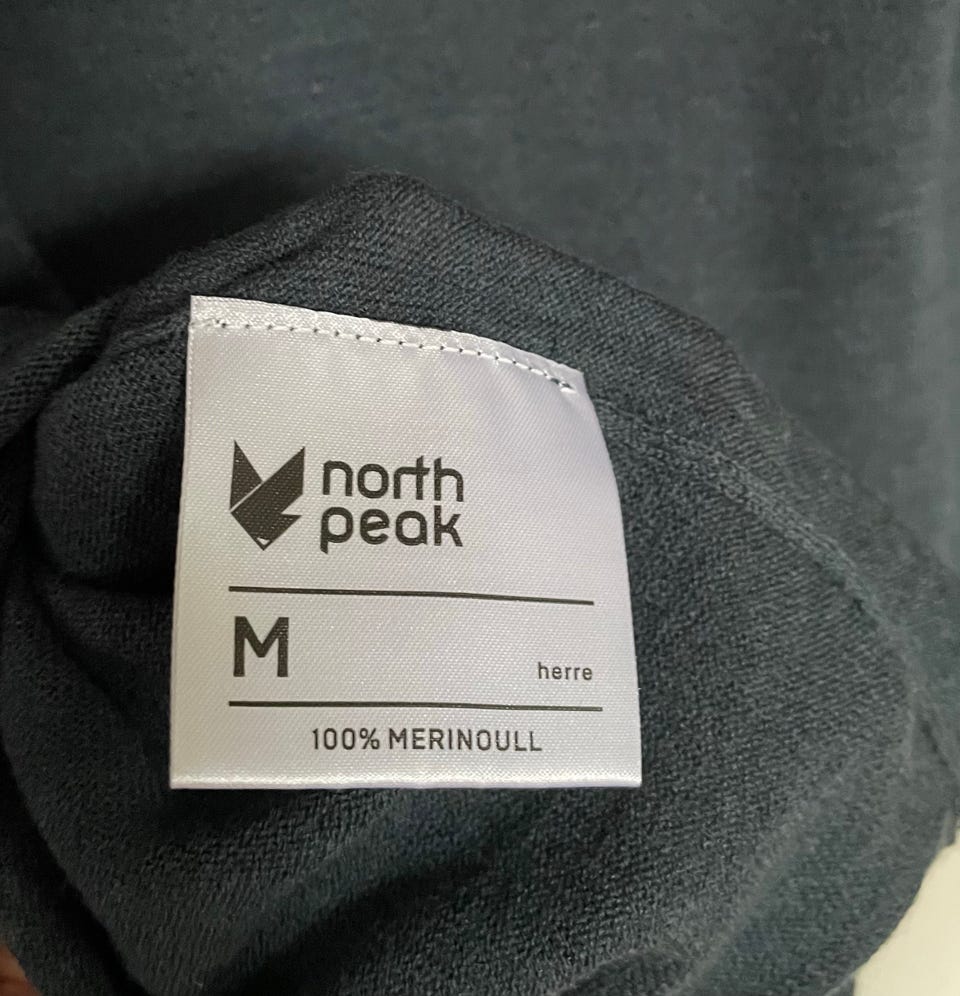 north
peak
M
herre
100% MERINOULL